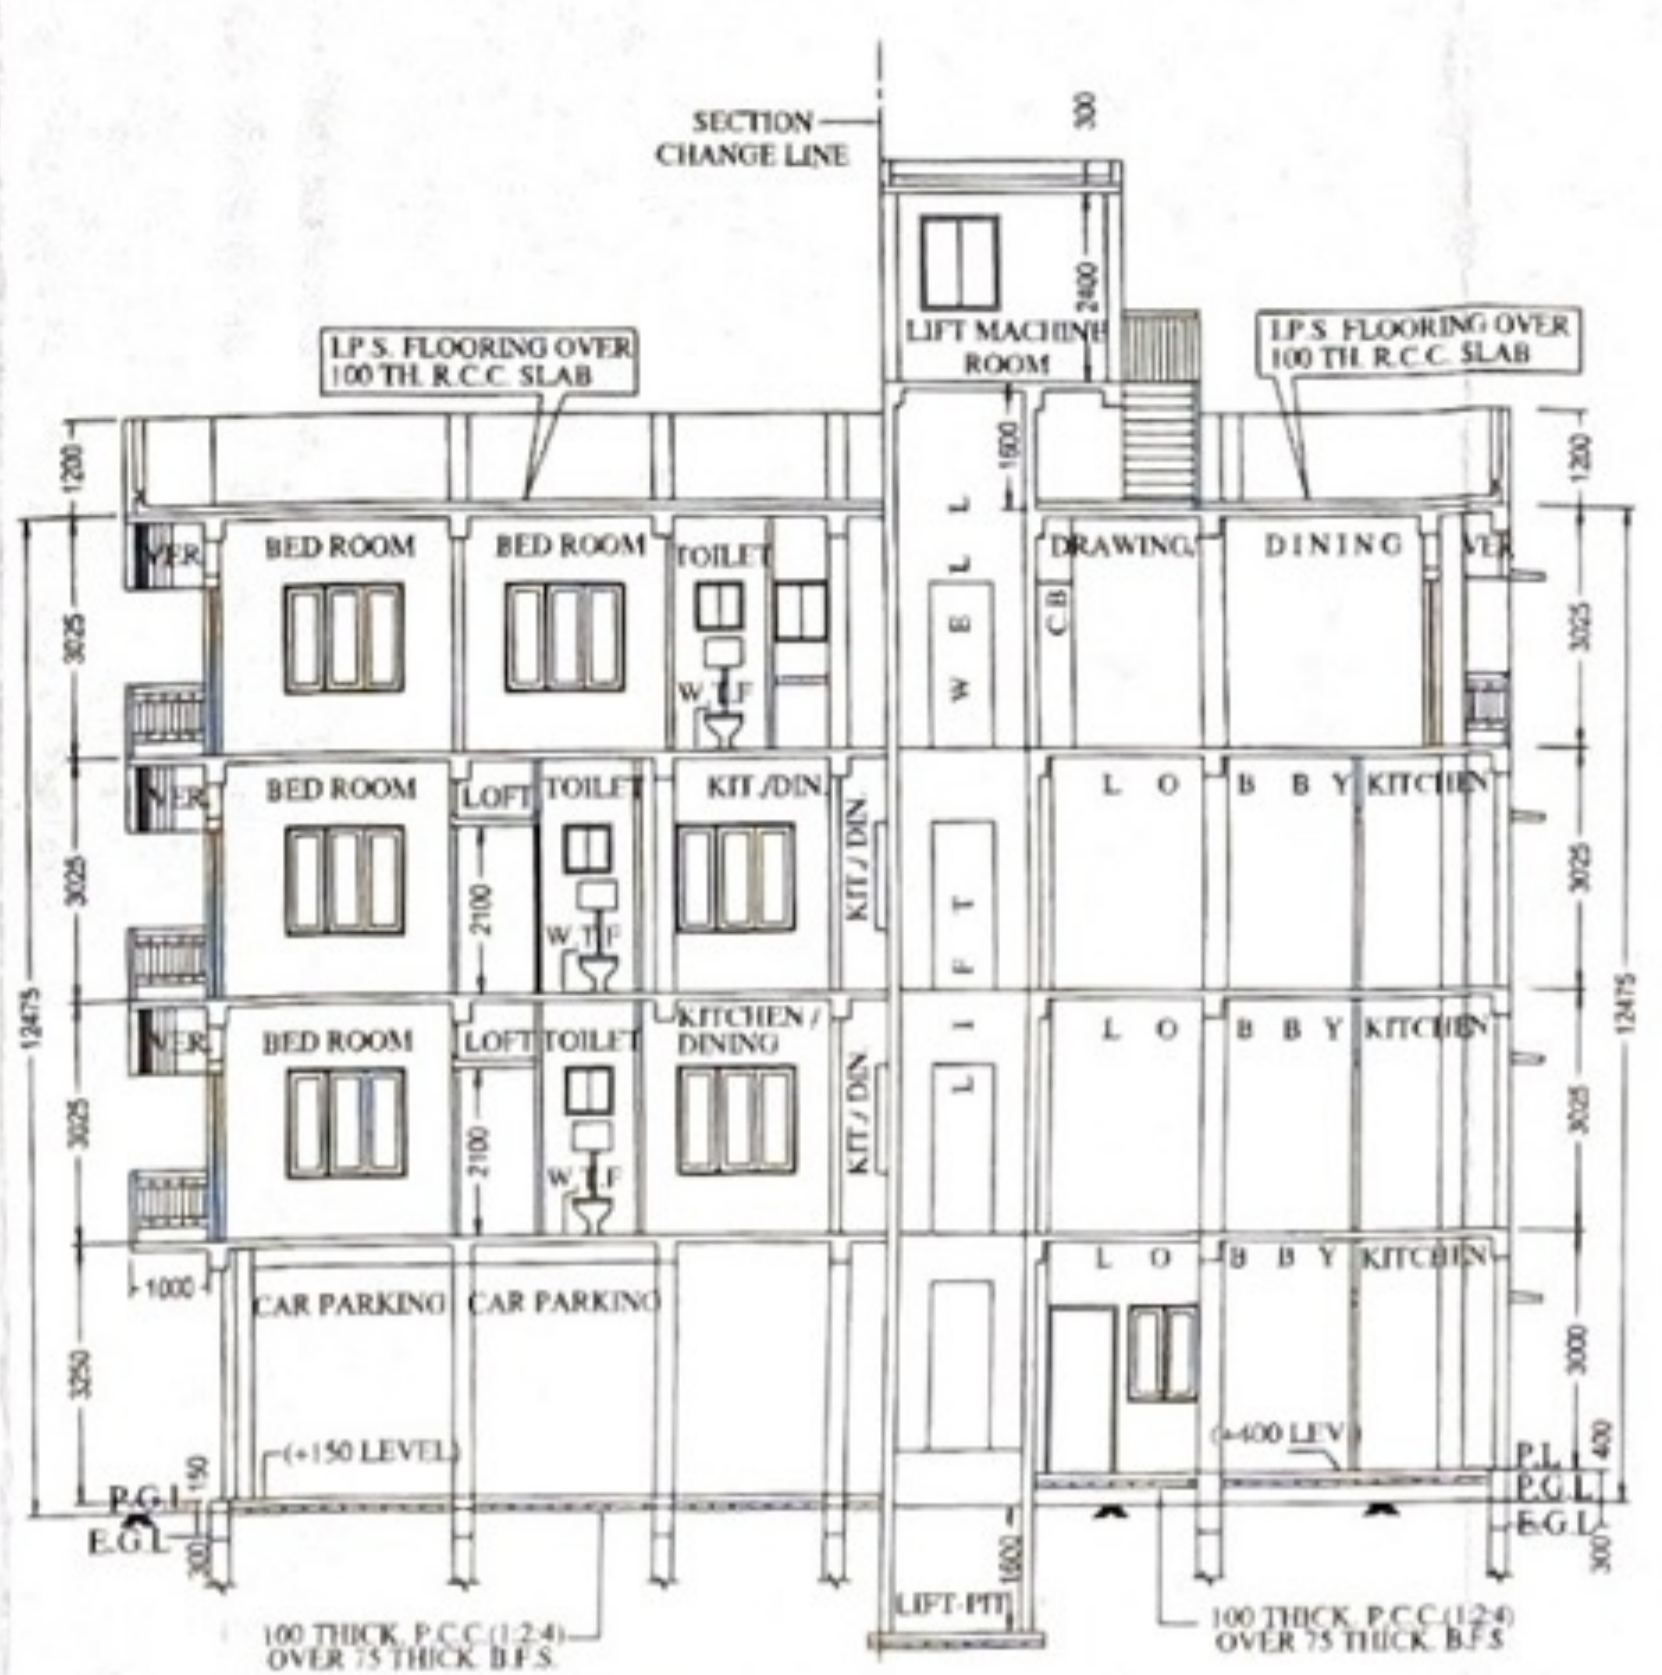 SECTION
CHANGE LINE
300
2400
LIFT MACHINE
ROOM
I.P.S. FLOORING OVER
100 TH. R.C.C. SLAB
I.P.S. FLOORING OVER
100 TH. R.C.C. SLAB
1200
1600
1200
VER.
BED ROOM
BED ROOM
TOILET
DRAWING.
DINING
VER
3025
W.T.F
C.B
3025
VER.
BED ROOM
LOFT
TOILET
KIT./DIN.
KIT./ DIN.
L O B B Y
KITCHEN
3025
2100
W.T.F
3025
VER.
BED ROOM
LOFT
TOILET
KITCHEN /
DINING
KIT./ DIN.
L O B B Y
KITCHEN
3025
2100
W.T.F
3025
LIFT WELL
12475
12475
1000
CAR PARKING
CAR PARKING
L O B B Y
KITCHEN
3250
3000
(+150 LEVEL)
(+400 LEV.)
150
400
P.G.L
E.G.L
300
P.L
P.G.L
E.G.L
300
1600
LIFT-PIT
100 THICK. P.C.C.(1:2:4)
OVER 75 THICK. B.F.S.
100 THICK. P.C.C.(1:2:4)
OVER 75 THICK. B.F.S